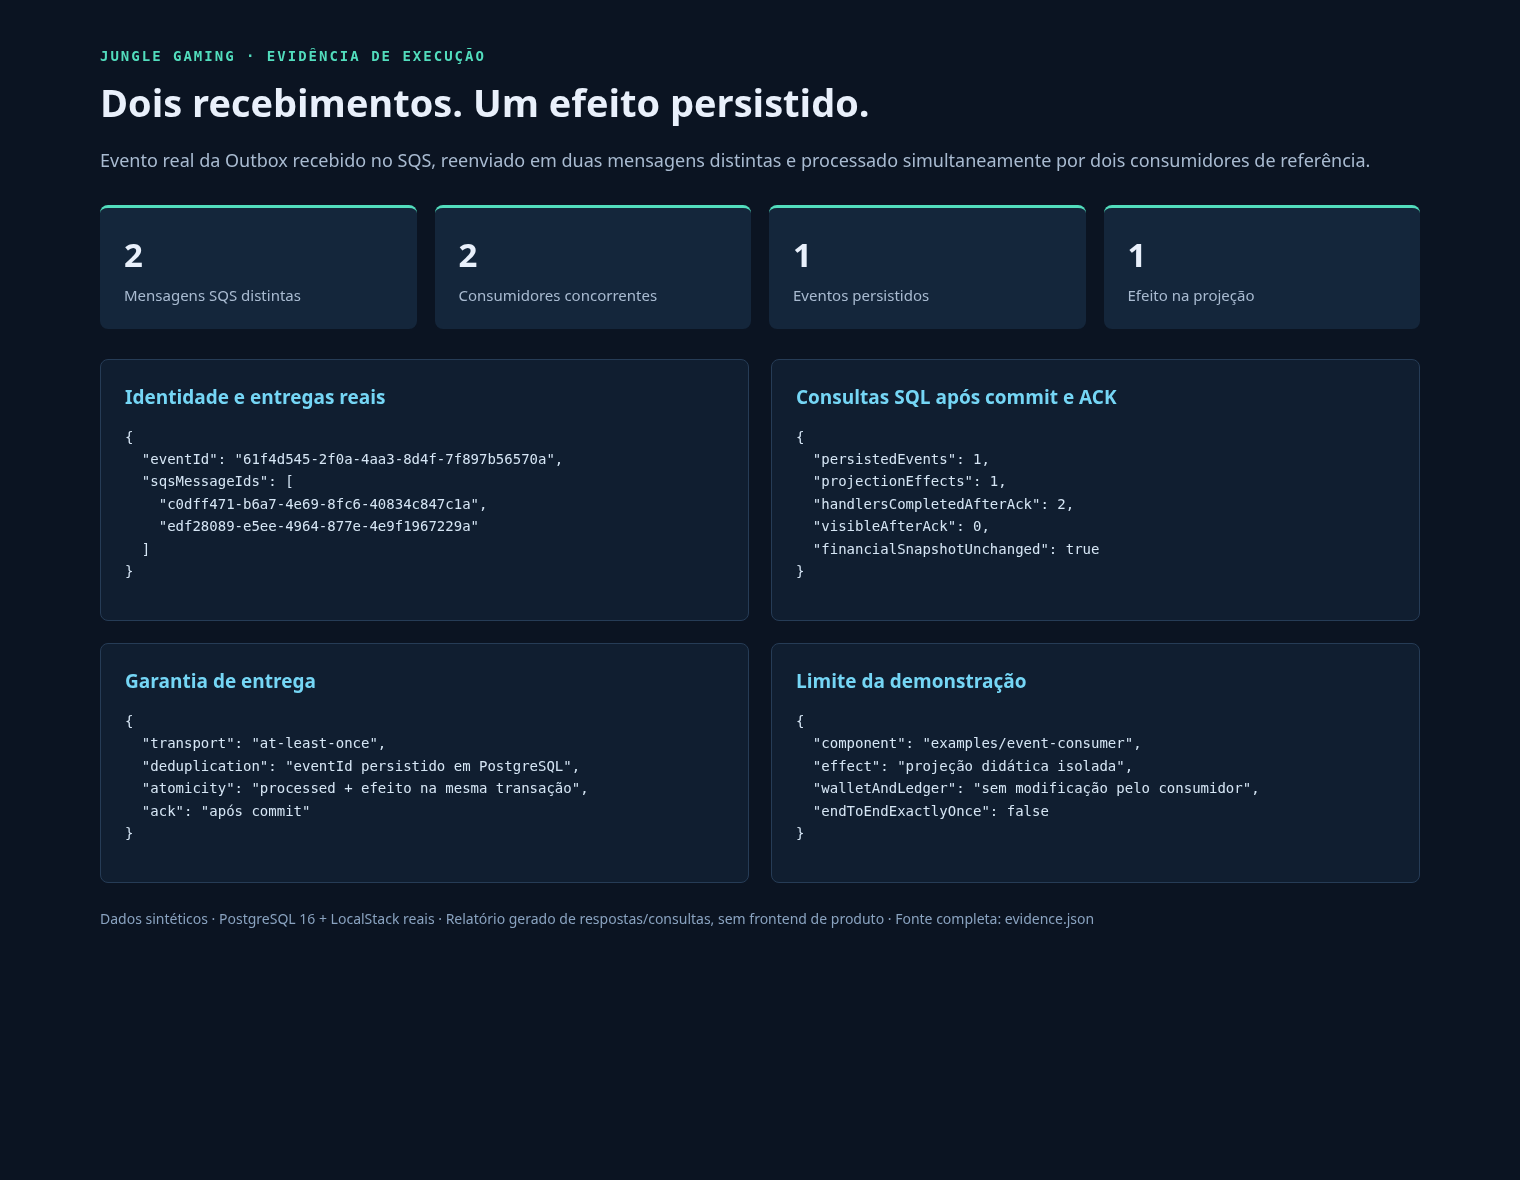 JUNGLE GAMING · EVIDÊNCIA DE EXECUÇÃO
Dois recebimentos. Um efeito persistido.
Evento real da Outbox recebido no SQS, reenviado em duas mensagens distintas e processado simultaneamente por dois consumidores de referência.
2
Mensagens SQS distintas
2
Consumidores concorrentes
1
Eventos persistidos
1
Efeito na projeção
Identidade e entregas reais
{
  "eventId": "61f4d545-2f0a-4aa3-8d4f-7f897b56570a",
  "sqsMessageIds": [
    "c0dff471-b6a7-4e69-8fc6-40834c847c1a",
    "edf28089-e5ee-4964-877e-4e9f1967229a"
  ]
}
Consultas SQL após commit e ACK
{
  "persistedEvents": 1,
  "projectionEffects": 1,
  "handlersCompletedAfterAck": 2,
  "visibleAfterAck": 0,
  "financialSnapshotUnchanged": true
}
Garantia de entrega
{
  "transport": "at-least-once",
  "deduplication": "eventId persistido em PostgreSQL",
  "atomicity": "processed + efeito na mesma transação",
  "ack": "após commit"
}
Limite da demonstração
{
  "component": "examples/event-consumer",
  "effect": "projeção didática isolada",
  "walletAndLedger": "sem modificação pelo consumidor",
  "endToEndExactlyOnce": false
}
Dados sintéticos · PostgreSQL 16 + LocalStack reais · Relatório gerado de respostas/consultas, sem frontend de produto · Fonte completa: evidence.json